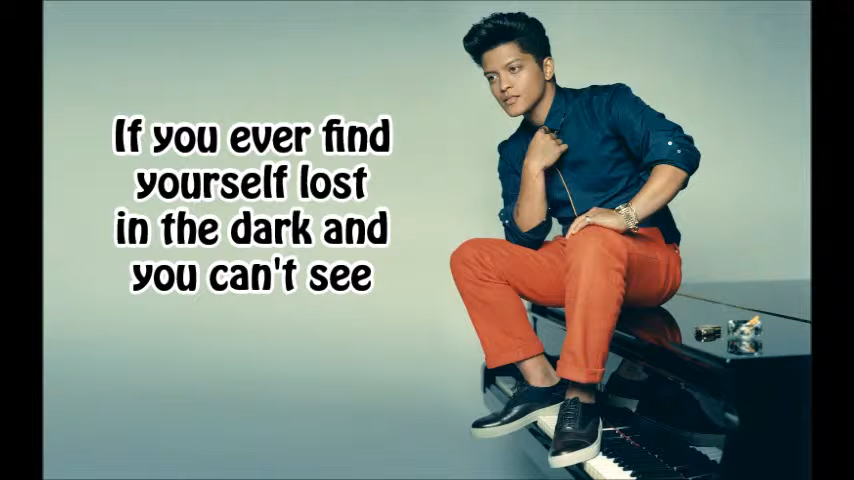 If you ever find
yourself lost
in the dark and
you can't see